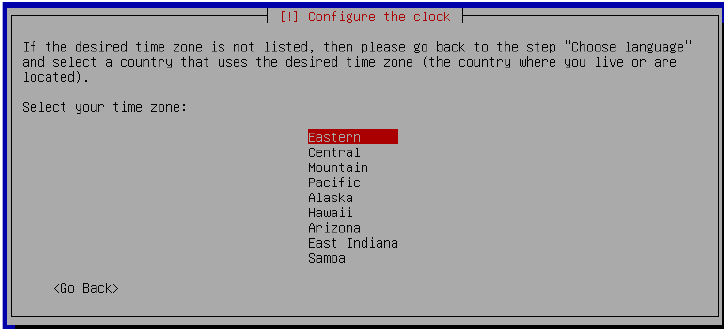 [!] Configure the clock
If the desired time zone is not listed, then please go back to the step "Choose language"
and select a country that uses the desired time zone (the country where you live or are
located).
Select your time zone:
Eastern
Central
Mountain
Pacific
Alaska
Hawaii
Arizona
East Indiana
Samoa
<Go Back>